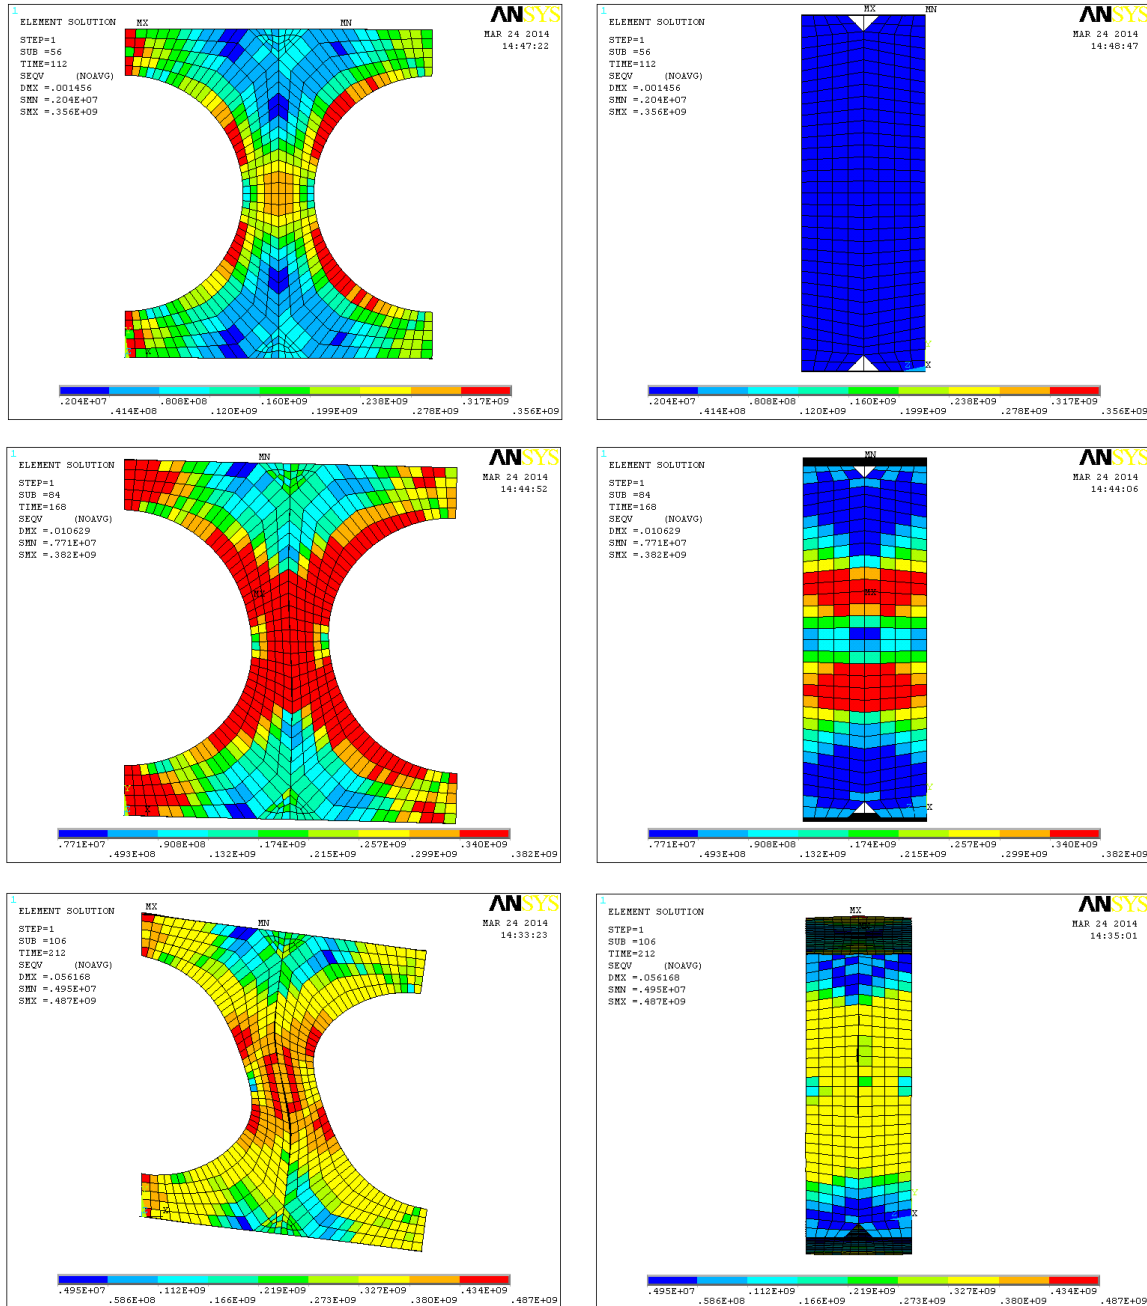 1
ELEMENT SOLUTION
STEP=1
SUB =56
TIME=112
SEQV (NOAVG)
DMX =.001456
SMN =.204E+07
SMX =.356E+09
MX
MN
ANSYS
MAR 24 2014
14:47:22
Y
X
.204E+07 .808E+08 .160E+09 .238E+09 .317E+09
.414E+08 .120E+09 .199E+09 .278E+09 .356E+09
1
ELEMENT SOLUTION
STEP=1
SUB =56
TIME=112
SEQV (NOAVG)
DMX =.001456
SMN =.204E+07
SMX =.356E+09
MX
MN
ANSYS
MAR 24 2014
14:48:47
Y
Z X
.204E+07 .808E+08 .160E+09 .238E+09 .317E+09
.414E+08 .120E+09 .199E+09 .278E+09 .356E+09
1
ELEMENT SOLUTION
STEP=1
SUB =84
TIME=168
SEQV (NOAVG)
DMX =.010629
SMN =.771E+07
SMX =.382E+09
MN
ANSYS
MAR 24 2014
14:44:52
MX
Y
X
.771E+07 .908E+08 .174E+09 .257E+09 .340E+09
.493E+08 .132E+09 .215E+09 .299E+09 .382E+09
1
ELEMENT SOLUTION
STEP=1
SUB =84
TIME=168
SEQV (NOAVG)
DMX =.010629
SMN =.771E+07
SMX =.382E+09
MN
ANSYS
MAR 24 2014
14:44:06
MX
Y
Z X
.771E+07 .908E+08 .174E+09 .257E+09 .340E+09
.493E+08 .132E+09 .215E+09 .299E+09 .382E+09
1
ELEMENT SOLUTION
STEP=1
SUB =106
TIME=212
SEQV (NOAVG)
DMX =.056168
SMN =.495E+07
SMX =.487E+09
MX
MN
ANSYS
MAR 24 2014
14:33:23
Y
X
.495E+07 .112E+09 .219E+09 .327E+09 .434E+09
.586E+08 .166E+09 .273E+09 .380E+09 .487E+09
1
ELEMENT SOLUTION
STEP=1
SUB =106
TIME=212
SEQV (NOAVG)
DMX =.056168
SMN =.495E+07
SMX =.487E+09
MX
ANSYS
MAR 24 2014
14:35:01
Y
Z X
.495E+07 .112E+09 .219E+09 .327E+09 .434E+09
.586E+08 .166E+09 .273E+09 .380E+09 .487E+09